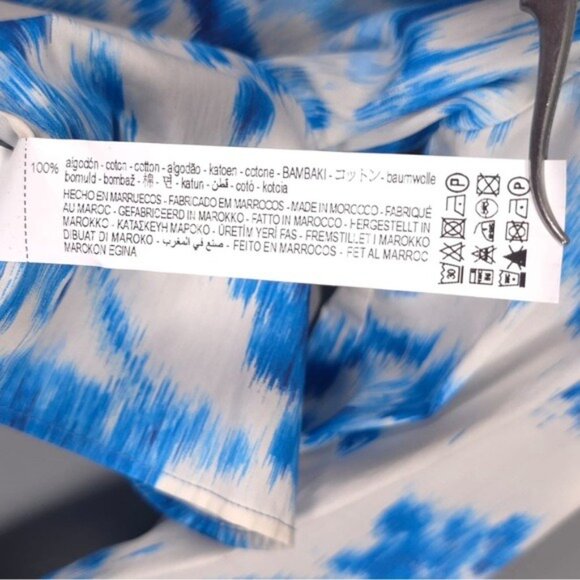 100% algodón - coton - cotton - algodão - katoen - cotone - BAMBAKI - コットン - baumwolle
bomuld - bombaž - 棉 - 면 - katun - قطن - cotó - kotoia
HECHO EN MARRUECOS - FABRICADO EM MARROCOS - MADE IN MOROCCO - FABRIQUÉ
AU MAROC - GEFABRICEERD IN MAROKKO - FATTO IN MAROCCO - HERGESTELLT IN
MAROKKO - ΚΑΤΑΣΚΕΥΗ ΜΑΡΟΚΟ - ÜRETİM YERİ FAS - FREMSTILLET I MAROKKO
DIBUAT DI MAROKO - صنع في المغرب - FEITO EN MARROCOS - FET AL MARROC
MAROKON EGINA
P
P
30